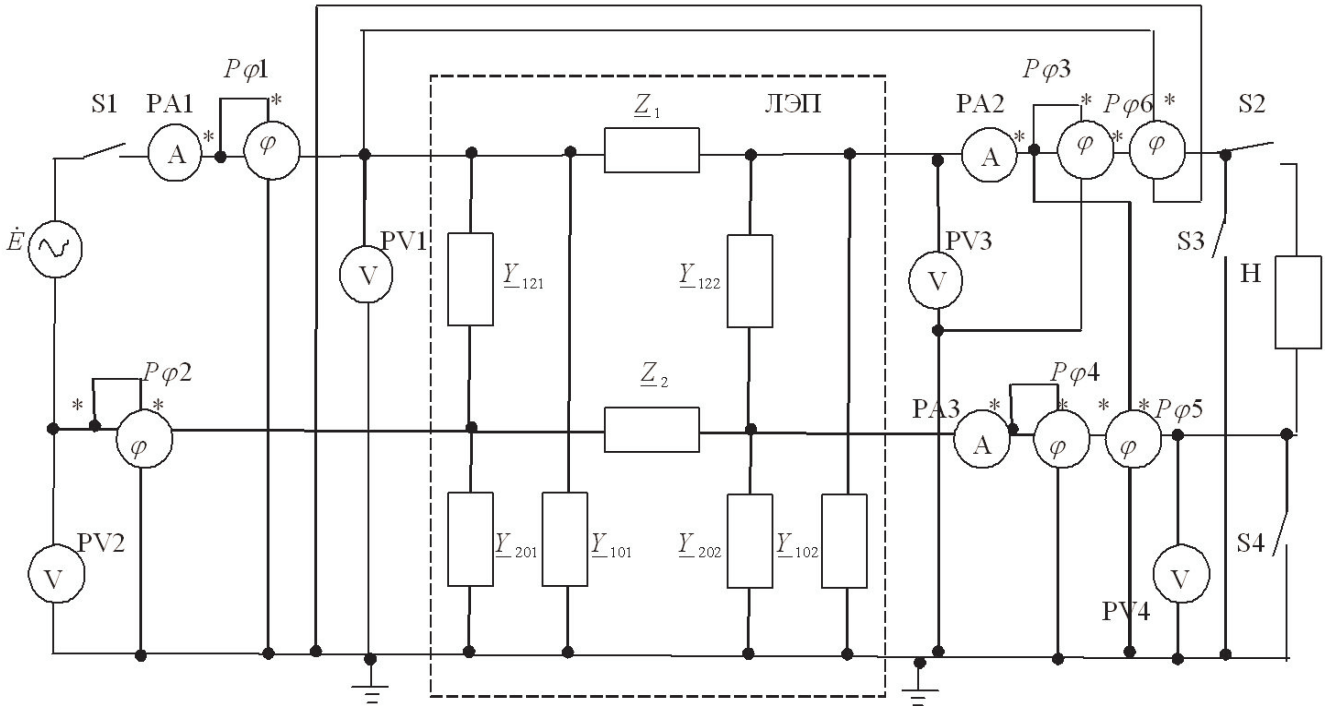 Pφ1 *
S1 PA1 * φ
A
Z1 ЛЭП
Pφ3 *
PA2 * φ * Pφ6 * φ S2
A
Ė
PV1
V
Y121 Y122
PV3
V
S3
H
Pφ2
* * φ
Z2
PA3 * Pφ4 * φ * * Pφ5 φ
A
PV2
V
Y201 Y101 Y202 Y102
PV4
V
S4